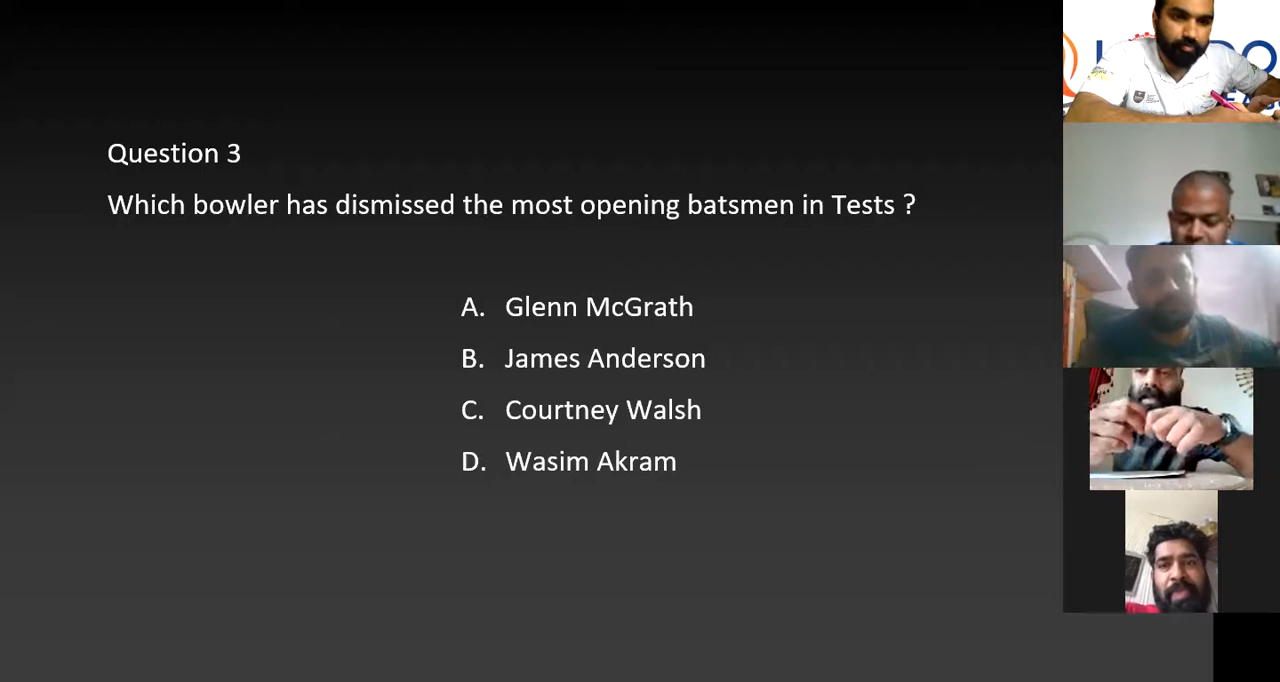 Question 3
Which bowler has dismissed the most opening batsmen in Tests ?
A. Glenn McGrath
B. James Anderson
C. Courtney Walsh
D. Wasim Akram